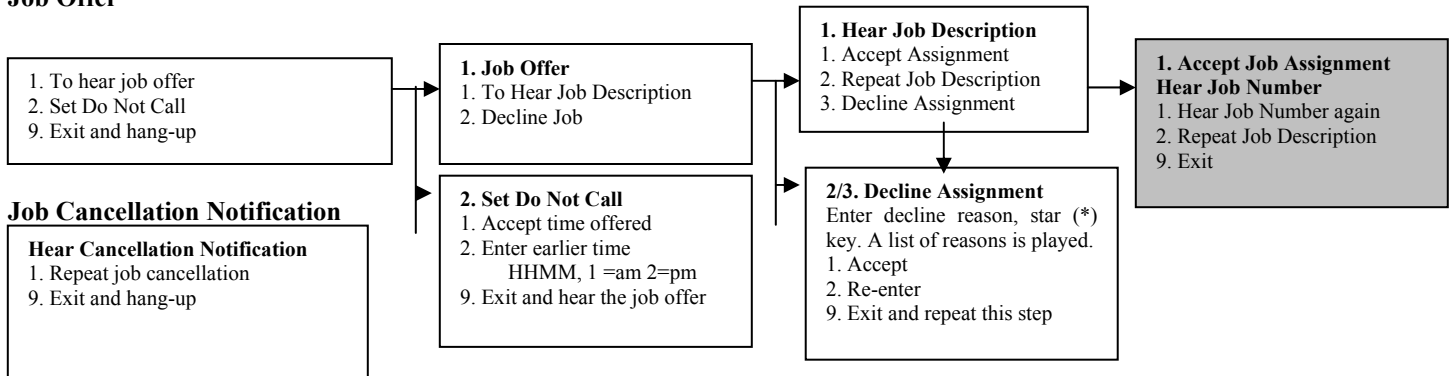 Job Offer
1. To hear job offer
2. Set Do Not Call
9. Exit and hang-up
1. Job Offer
1. To Hear Job Description
2. Decline Job
2. Set Do Not Call
1. Accept time offered
2. Enter earlier time
HHMM, 1 =am 2=pm
9. Exit and hear the job offer
1. Hear Job Description
1. Accept Assignment
2. Repeat Job Description
3. Decline Assignment
2/3. Decline Assignment
Enter decline reason, star (*)
key. A list of reasons is played.
1. Accept
2. Re-enter
9. Exit and repeat this step
1. Accept Job Assignment
Hear Job Number
1. Hear Job Number again
2. Repeat Job Description
9. Exit
Job Cancellation Notification
Hear Cancellation Notification
1. Repeat job cancellation
9. Exit and hang-up